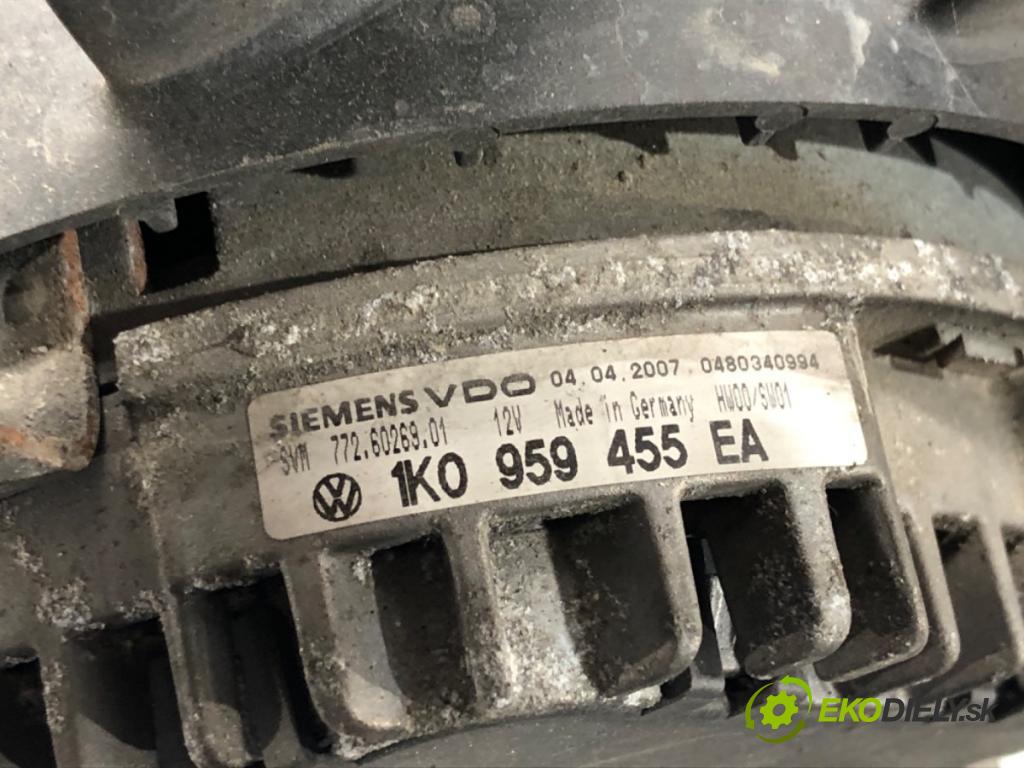 SIEMENS VDO 04.04.2007 0480340994
SVM 772.60269.01 12V Made in Germany HW00/SW01
1K0 959 455 EA
EKODIELY.sk